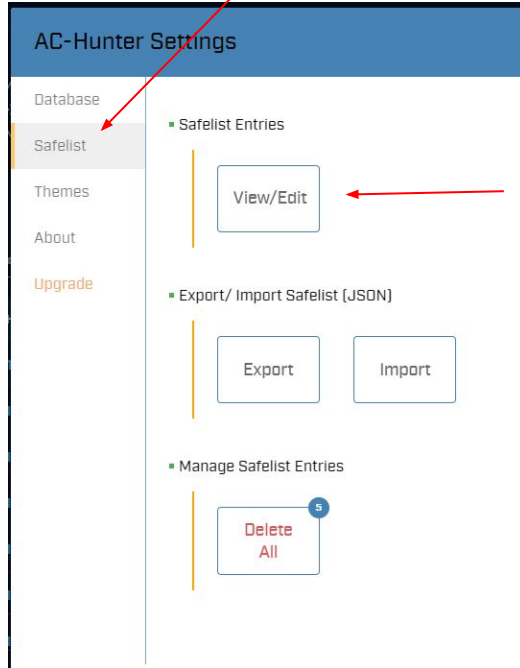 AC-Hunter Settings
Database
Safelist
Themes
About
Upgrade
Safelist Entries
View/Edit
Export/ Import Safelist (JSON)
Export
Import
Manage Safelist Entries
5
Delete
All